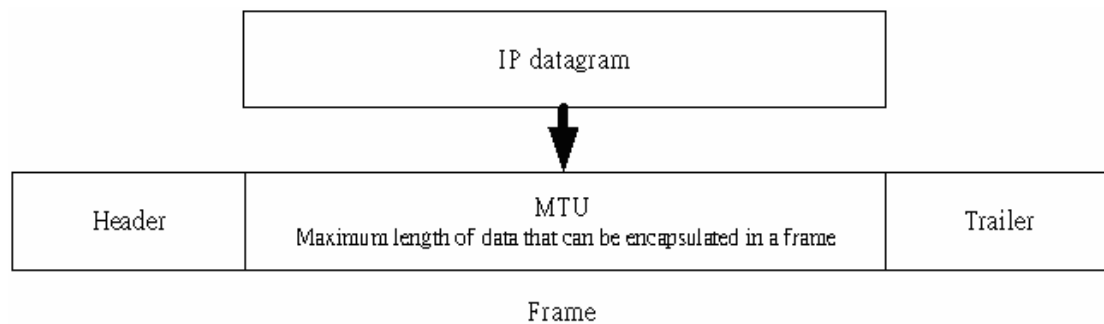 IP datagram
Header
MTU
Maximum length of data that can be encapsulated in a frame
Trailer
Frame